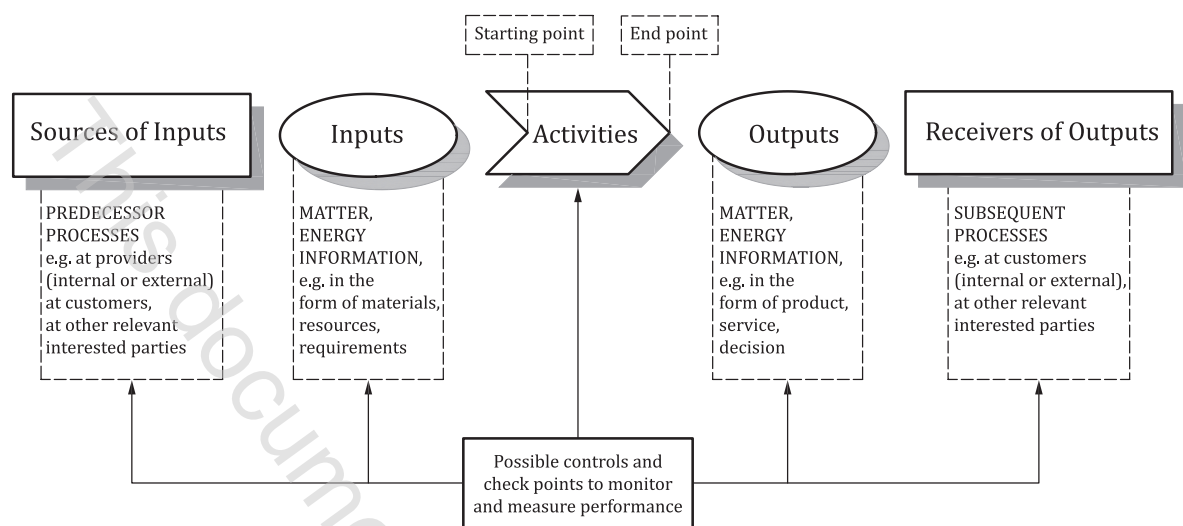 Starting point
End point
Sources of Inputs
Inputs
Activities
Outputs
Receivers of Outputs
PREDECESSOR
PROCESSES
e.g. at providers
(internal or external)
at customers,
at other relevant
interested parties
MATTER,
ENERGY
INFORMATION,
e.g. in the
form of materials,
resources,
requirements
MATTER,
ENERGY
INFORMATION,
e.g. in the
form of product,
service,
decision
SUBSEQUENT
PROCESSES
e.g. at customers
(internal or external),
at other relevant
interested parties
Possible controls and
check points to monitor
and measure performance
This docume